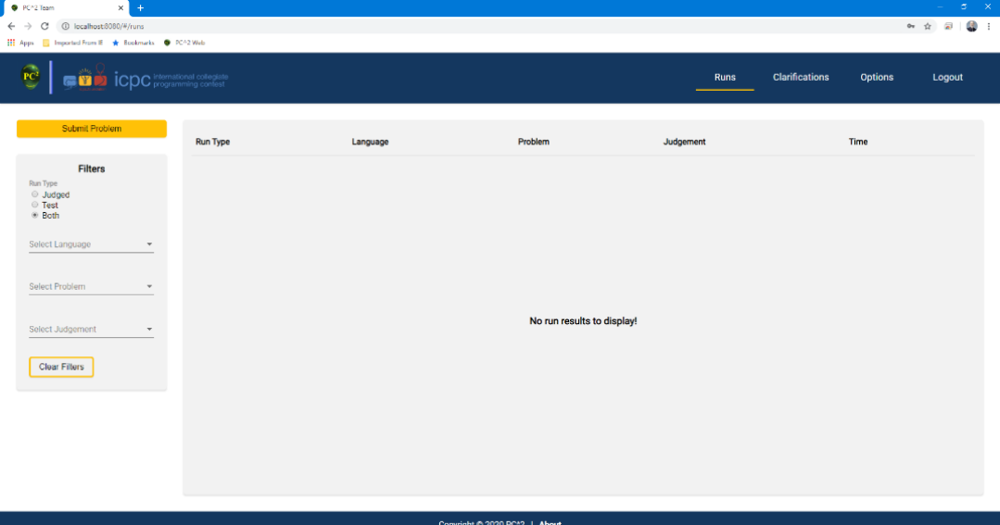 PC^2 Team
localhost:8080/#/runs
Apps Imported From IE Bookmarks PC^2 Web
PC² icpc international collegiate programming contest
Runs Clarifications Options Logout
Submit Problem
Filters
Run Type
Judged
Test
Both
Select Language
Select Problem
Select Judgement
Clear Filters
Run Type Language Problem Judgement Time
No run results to display!
Copyright © 2020 PC^2 | About